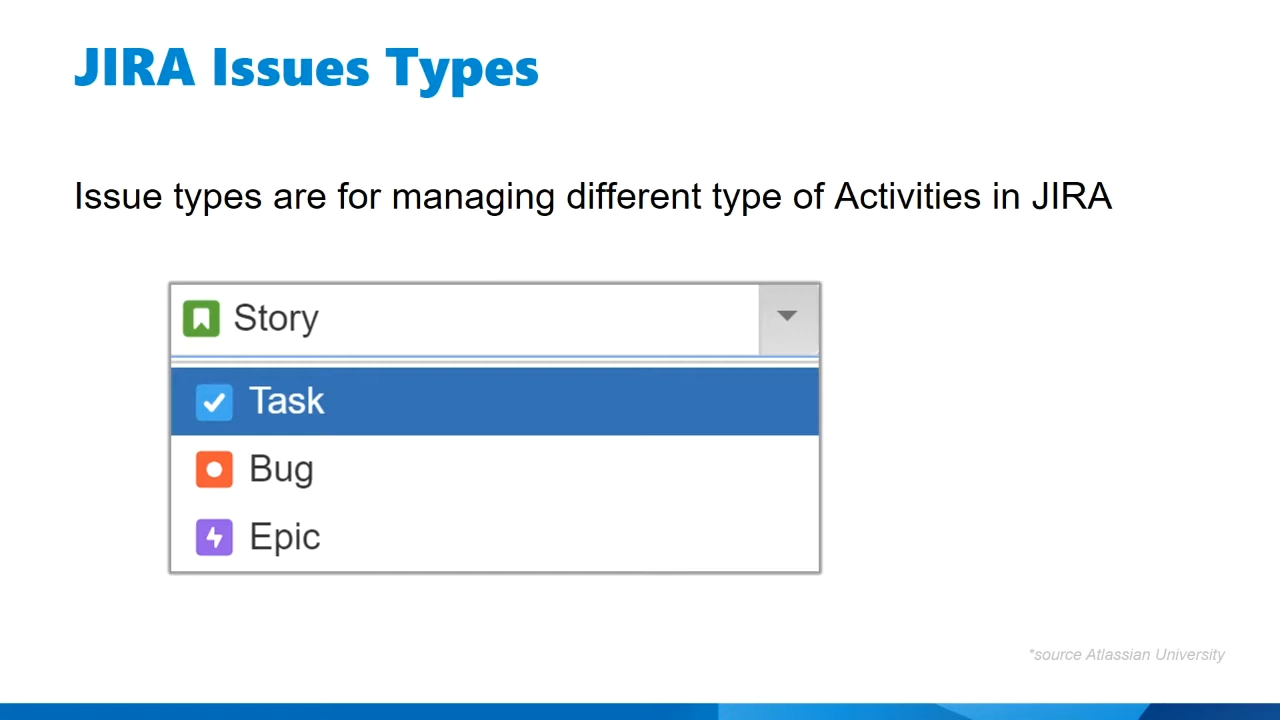 JIRA Issues Types
Issue types are for managing different type of Activities in JIRA
Story
Task
Bug
Epic
*source Atlassian University